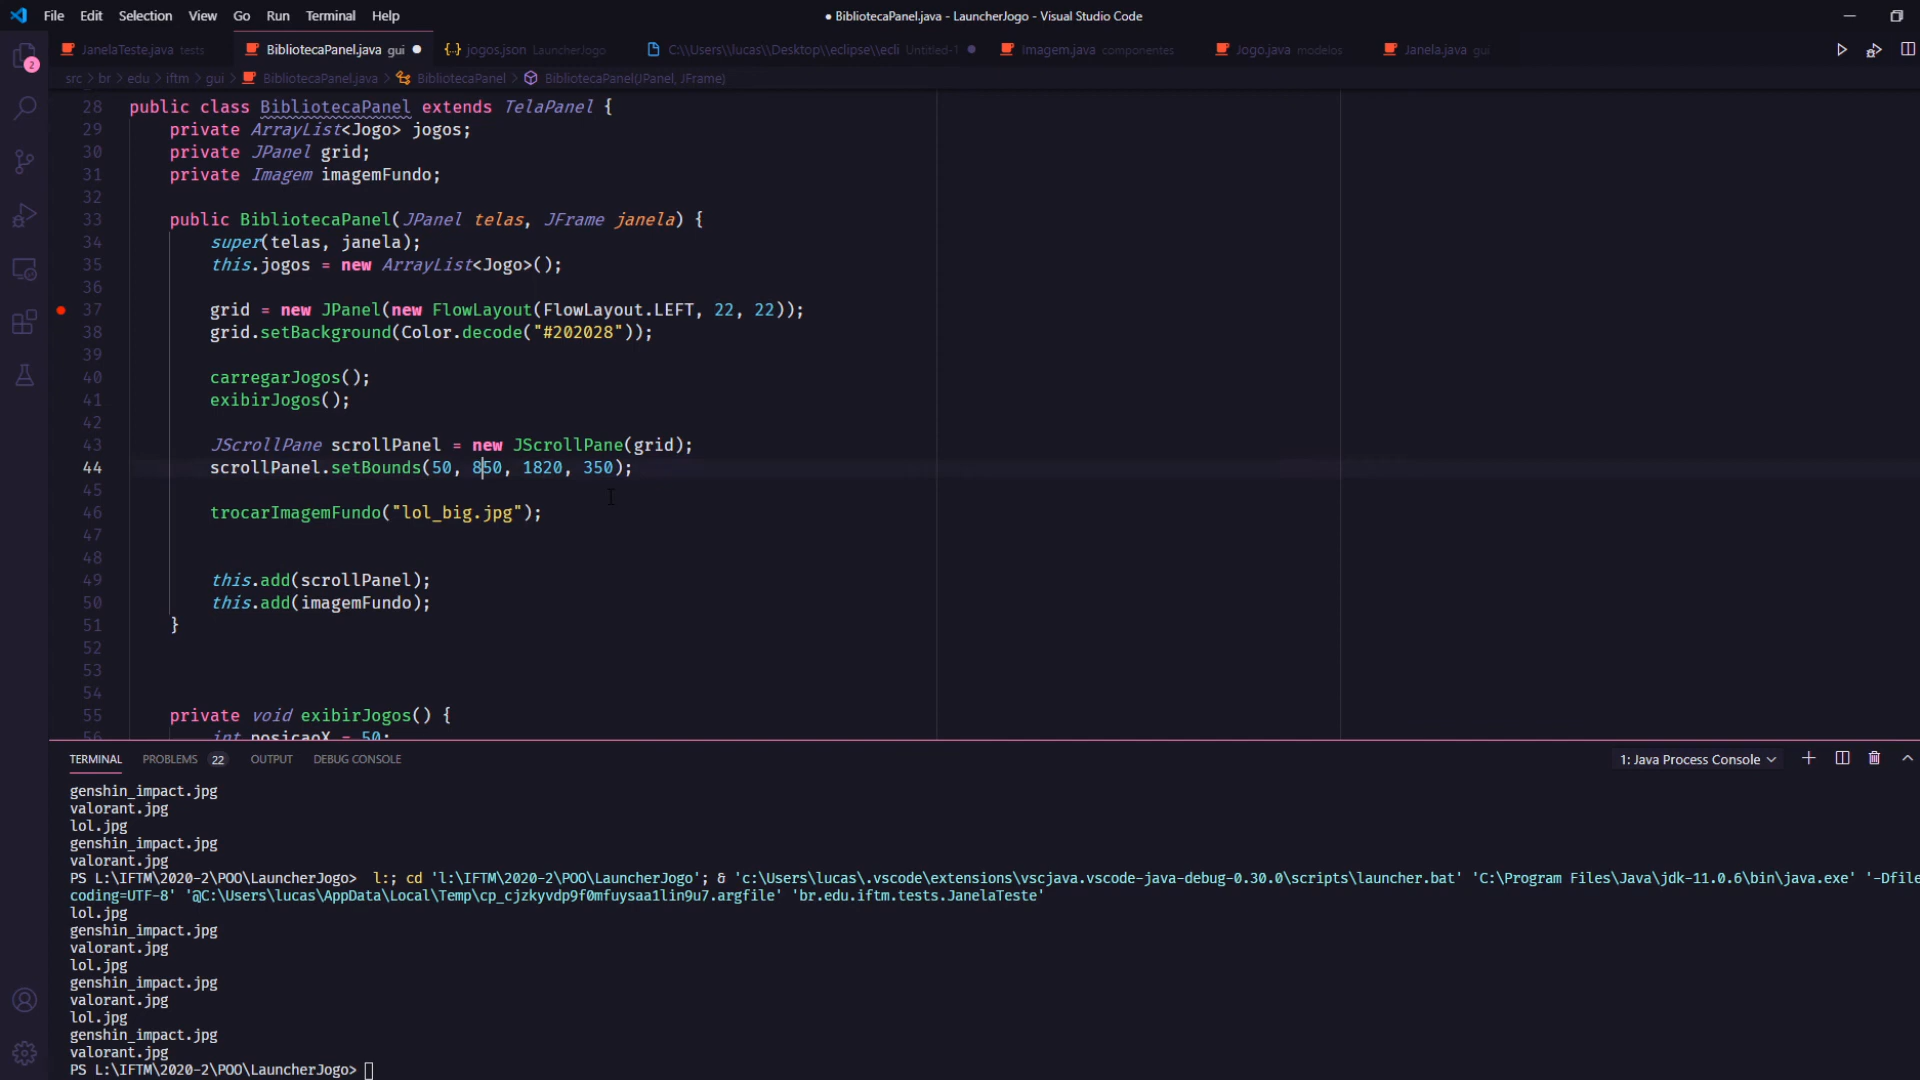 File Edit Selection View Go Run Terminal Help
● BibliotecaPanel.java - LauncherJogo - Visual Studio Code
JanelaTeste.java tests
BibliotecaPanel.java gui ●
{} jogos.json LauncherJogo
C:\\Users\\lucas\\Desktop\\eclipse\\ecli Untitled-1 ●
Imagem.java componentes
Jogo.java modelos
Janela.java gui
2
src > br > edu > iftm > gui > BibliotecaPanel.java > BibliotecaPanel > BibliotecaPanel(JPanel, JFrame)
28 public class BibliotecaPanel extends TelaPanel {
29 private ArrayList<Jogo> jogos;
30 private JPanel grid;
31 private Imagem imagemFundo;
32
33 public BibliotecaPanel(JPanel telas, JFrame janela) {
34 super(telas, janela);
35 this.jogos = new ArrayList<Jogo>();
36
37 grid = new JPanel(new FlowLayout(FlowLayout.LEFT, 22, 22));
38 grid.setBackground(Color.decode("#202028"));
39
40 carregarJogos();
41 exibirJogos();
42
43 JScrollPane scrollPanel = new JScrollPane(grid);
44 scrollPanel.setBounds(50, 850, 1820, 350);
45
46 trocarImagemFundo("lol_big.jpg");
47
48
49 this.add(scrollPanel);
50 this.add(imagemFundo);
51 }
52
53
54
55 private void exibirJogos() {
56 int posicaoX = 50;
TERMINAL PROBLEMS 22 OUTPUT DEBUG CONSOLE
1: Java Process Console
genshin_impact.jpg
valorant.jpg
lol.jpg
genshin_impact.jpg
valorant.jpg
PS L:\IFTM\2020-2\POO\LauncherJogo>  l:; cd 'l:\IFTM\2020-2\POO\LauncherJogo'; & 'c:\Users\lucas\.vscode\extensions\vscjava.vscode-java-debug-0.30.0\scripts\launcher.bat' 'C:\Program Files\Java\jdk-11.0.6\bin\java.exe' '-Dfile
coding=UTF-8' '@C:\Users\lucas\AppData\Local\Temp\cp_cjzkyvdp9f0mfuysaa1lin9u7.argfile' 'br.edu.iftm.tests.JanelaTeste'
lol.jpg
genshin_impact.jpg
valorant.jpg
lol.jpg
genshin_impact.jpg
valorant.jpg
lol.jpg
genshin_impact.jpg
valorant.jpg
PS L:\IFTM\2020-2\POO\LauncherJogo>